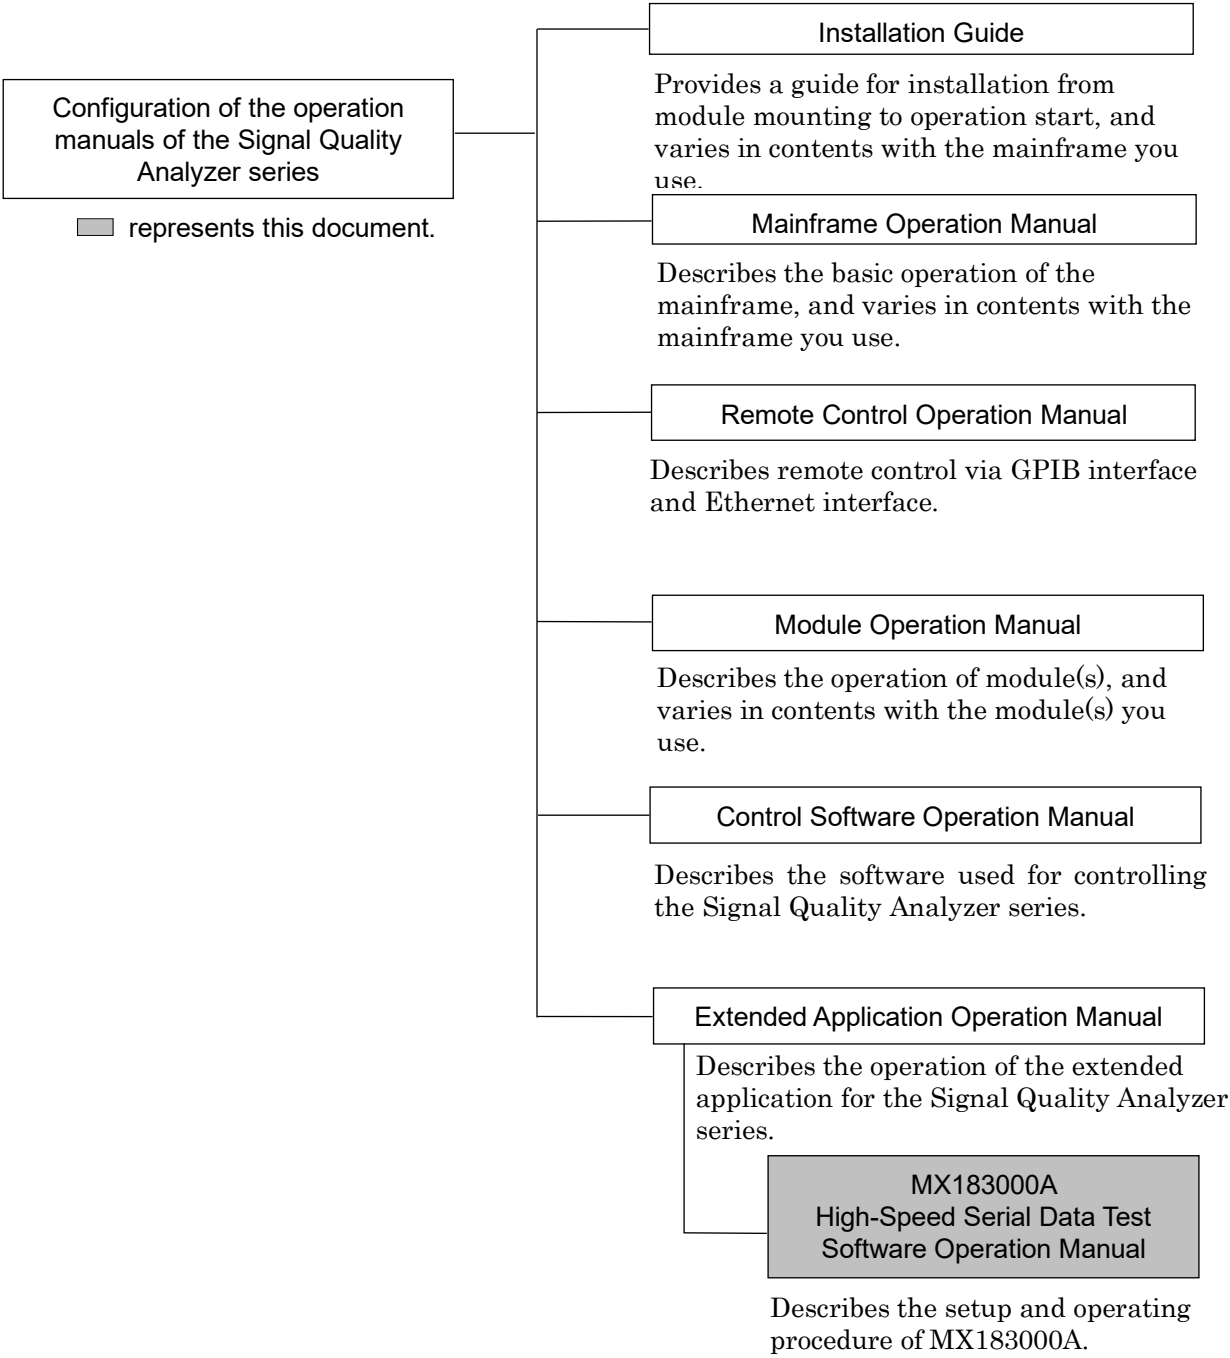 Configuration of the operation
manuals of the Signal Quality
Analyzer series
represents this document.
Installation Guide
Provides a guide for installation from
module mounting to operation start, and
varies in contents with the mainframe you
use.
Mainframe Operation Manual
Describes the basic operation of the
mainframe, and varies in contents with the
mainframe you use.
Remote Control Operation Manual
Describes remote control via GPIB interface
and Ethernet interface.
Module Operation Manual
Describes the operation of module(s), and
varies in contents with the module(s) you
use.
Control Software Operation Manual
Describes the software used for controlling
the Signal Quality Analyzer series.
Extended Application Operation Manual
Describes the operation of the extended
application for the Signal Quality Analyzer
series.
MX183000A
High-Speed Serial Data Test
Software Operation Manual
Describes the setup and operating
procedure of MX183000A.